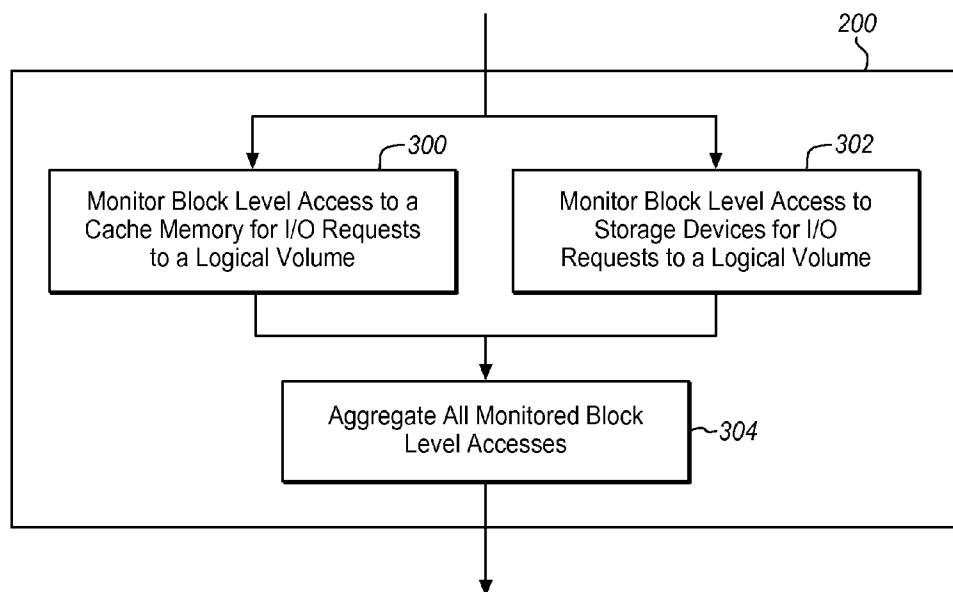 200
300
Monitor Block Level Access to a
Cache Memory for I/O Requests
to a Logical Volume
302
Monitor Block Level Access to
Storage Devices for I/O
Requests to a Logical Volume
Aggregate All Monitored Block
Level Accesses
304